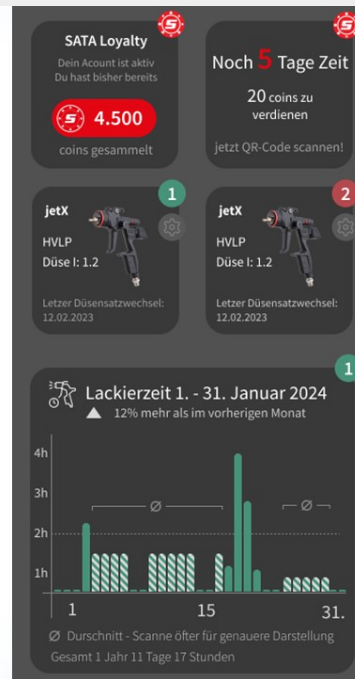 SATA Loyalty
Dein Acount ist aktiv
Du hast bisher bereits
S 4.500
coins gesammelt
Noch 5 Tage Zeit
20 coins zu
verdienen
jetzt QR-Code scannen!
1
jetX
HVLP
Düse I: 1.2
Letzer Düsensatzwechsel:
12.02.2023
2
jetX
HVLP
Düse I: 1.2
Letzer Düsensatzwechsel:
12.02.2023
1
Lackierzeit 1. - 31. Januar 2024
12% mehr als im vorherigen Monat
4h
3h
2h
1h
Ø
Ø
1 15 31.
Ø Durschnitt - Scanne öfter für genauere Darstellung
Gesamt 1 Jahr 11 Tage 17 Stunden